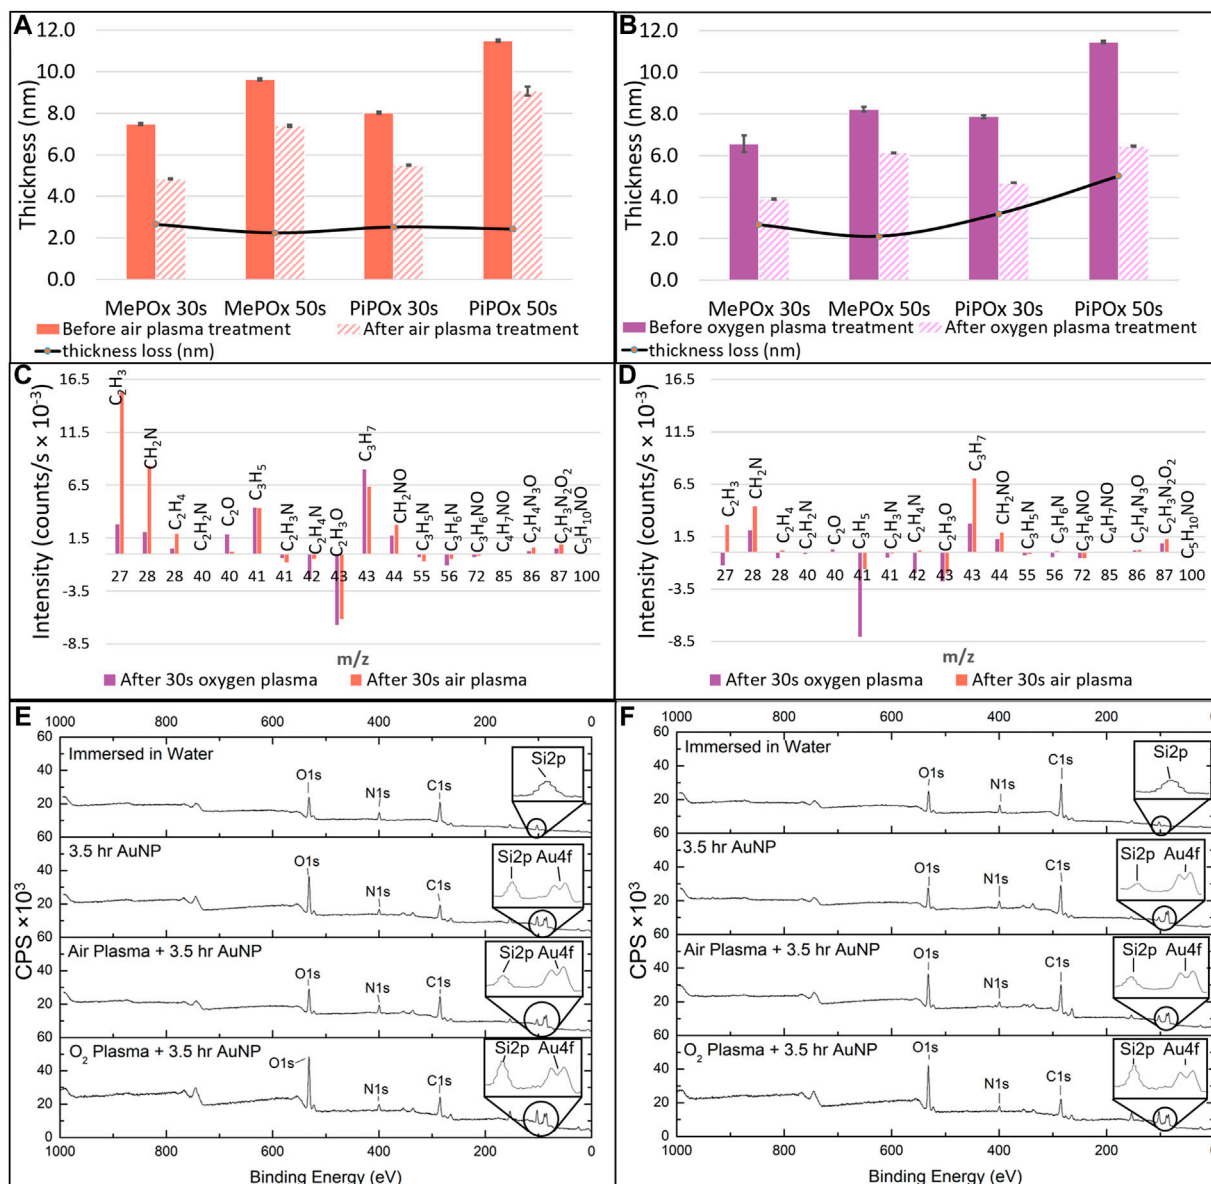 A
Thickness (nm)
12.0
10.0
8.0
6.0
4.0
2.0
0.0
MePOx 30s MePOx 50s PiPOx 30s PiPOx 50s
Before air plasma treatment After air plasma treatment
thickness loss (nm)
B
Thickness (nm)
12.0
10.0
8.0
6.0
4.0
2.0
0.0
MePOx 30s MePOx 50s PiPOx 30s PiPOx 50s
Before oxygen plasma treatment After oxygen plasma treatment
thickness loss (nm)
C
Intensity (counts/s × 10⁻³)
16.5
11.5
6.5
1.5
-3.5
-8.5
C₂H₃ CH₂N C₂H₄ C₂H₂N C₂O C₃H₅ C₂H₃N C₂H₄N C₂H₃O C₃H₇ CH₂NO C₃H₅N C₃H₆N C₃H₆NO C₄H₇NO C₂H₄N₃O C₂H₃N₂O₂ C₅H₁₀NO
27 28 28 40 40 41 41 42 43 43 44 55 56 72 85 86 87 100
m/z
After 30s oxygen plasma After 30s air plasma
D
Intensity (counts/s × 10⁻³)
16.5
11.5
6.5
1.5
-3.5
-8.5
C₂H₃ CH₂N C₂H₄ C₂H₂N C₂O C₃H₅ C₂H₃N C₂H₄N C₂H₃O C₃H₇ CH₂NO C₃H₅N C₃H₆N C₃H₆NO C₄H₇NO C₂H₄N₃O C₂H₃N₂O₂ C₅H₁₀NO
27 28 28 40 40 41 41 42 43 43 44 55 56 72 85 86 87 100
m/z
After 30s oxygen plasma After 30s air plasma
E
1000 800 600 400 200 0
CPS ×10³
60
40
20
Immersed in Water
O1s N1s C1s
Si2p
60
40
20
3.5 hr AuNP
O1s N1s C1s
Si2p Au4f
60
40
20
Air Plasma + 3.5 hr AuNP
O1s N1s C1s
Si2p Au4f
60
40
20
0
O₂ Plasma + 3.5 hr AuNP
O1s N1s C1s
Si2p Au4f
1000 800 600 400 200 0
Binding Energy (eV)
F
1000 800 600 400 200 0
CPS ×10³
60
40
20
Immersed in Water
O1s N1s C1s
Si2p
60
40
20
3.5 hr AuNP
O1s N1s C1s
Si2p Au4f
60
40
20
Air Plasma + 3.5 hr AuNP
O1s N1s C1s
Si2p Au4f
60
40
20
0
O₂ Plasma + 3.5 hr AuNP
O1s N1s C1s
Si2p Au4f
1000 800 600 400 200 0
Binding Energy (eV)